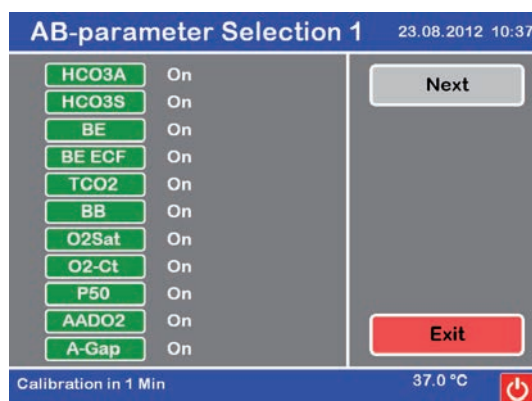 AB-parameter Selection 1 23.08.2012 10:37
HCO3A On
HCO3S On
BE On
BE ECF On
TCO2 On
BB On
O2Sat On
O2-Ct On
P50 On
AADO2 On
A-Gap On
Next
Exit
Calibration in 1 Min 37.0 °C